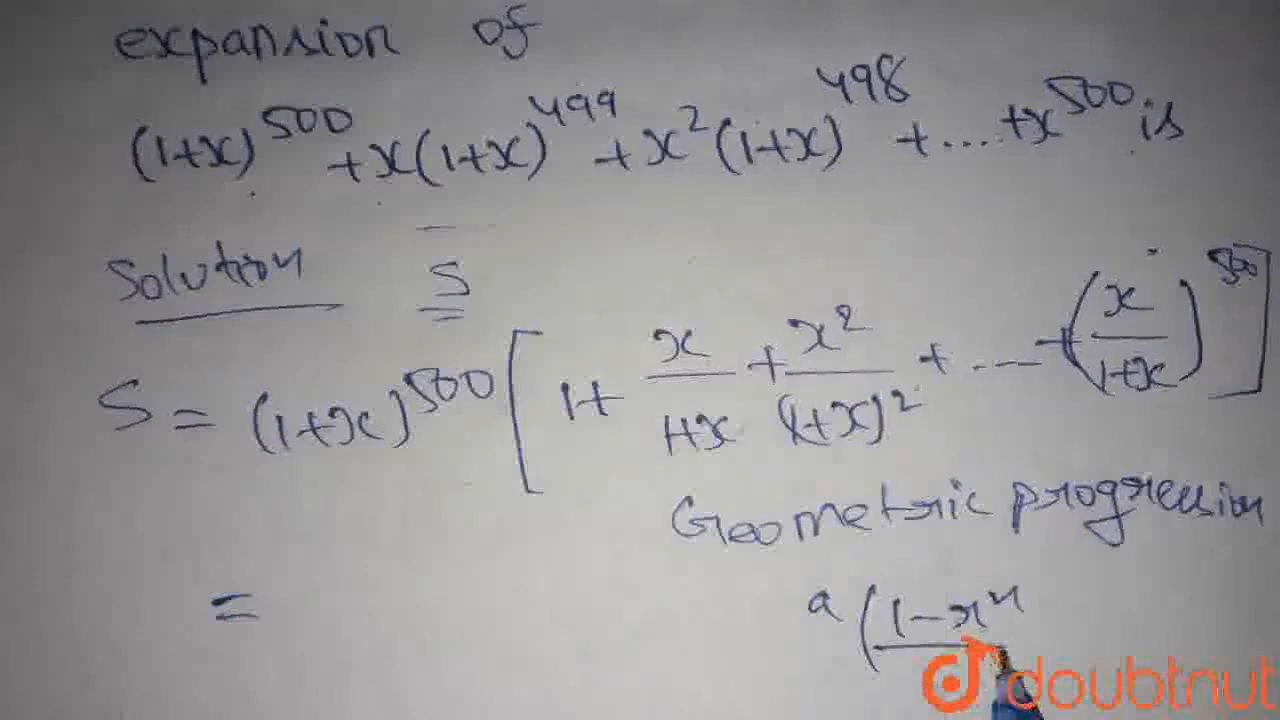 expansion of
(1+x)^500 + x(1+x)^499 + x^2 (1+x)^498 + .... + x^500 is
Solution S
S = (1+x)^500 [ 1 + x/1+x + x^2/(1+x)^2 + .... + (x/1+x)^500 ]
Geometric progression
= a (1-x^n
doubtnut